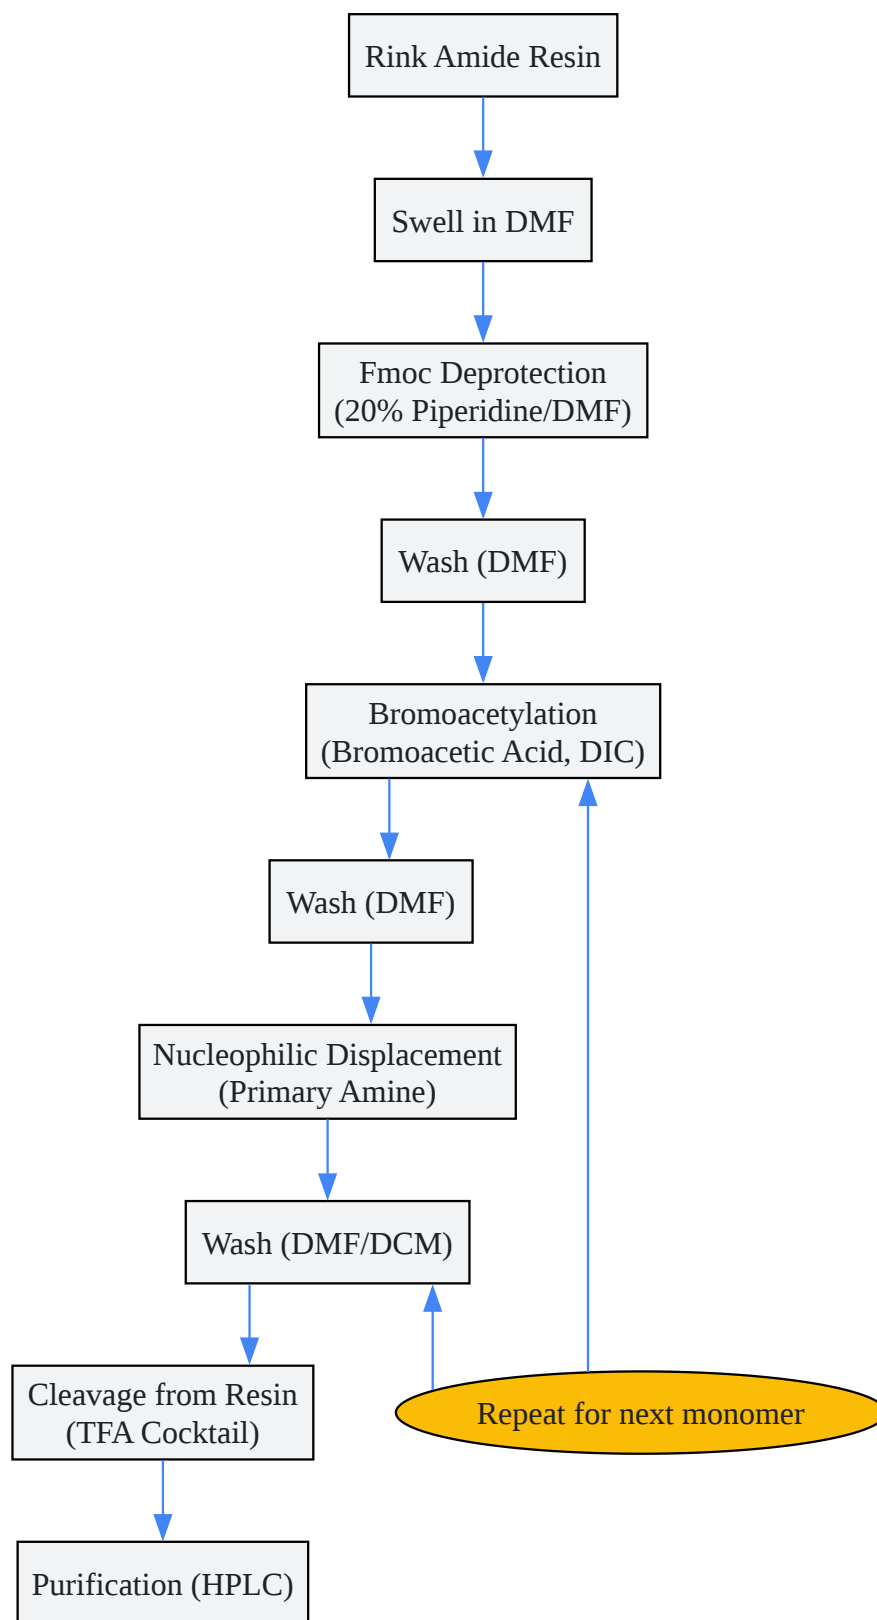 Rink Amide Resin
Swell in DMF
Fmoc Deprotection
(20% Piperidine/DMF)
Wash (DMF)
Bromoacetylation
(Bromoacetic Acid, DIC)
Wash (DMF)
Nucleophilic Displacement
(Primary Amine)
Wash (DMF/DCM)
Cleavage from Resin
(TFA Cocktail)
Repeat for next monomer
Purification (HPLC)